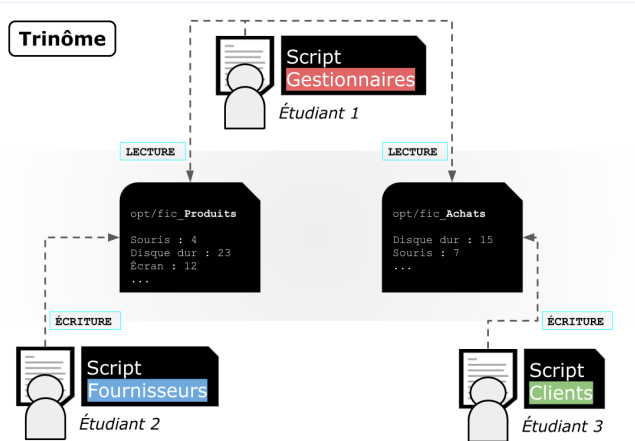 Trinôme
Script
Gestionnaires
Étudiant 1
LECTURE
LECTURE
opt/fic_Produits
Souris : 4
Disque dur : 23
Écran : 12
...
opt/fic_Achats
Disque dur : 15
Souris : 7
...
ÉCRITURE
ÉCRITURE
Script
Fournisseurs
Étudiant 2
Script
Clients
Étudiant 3